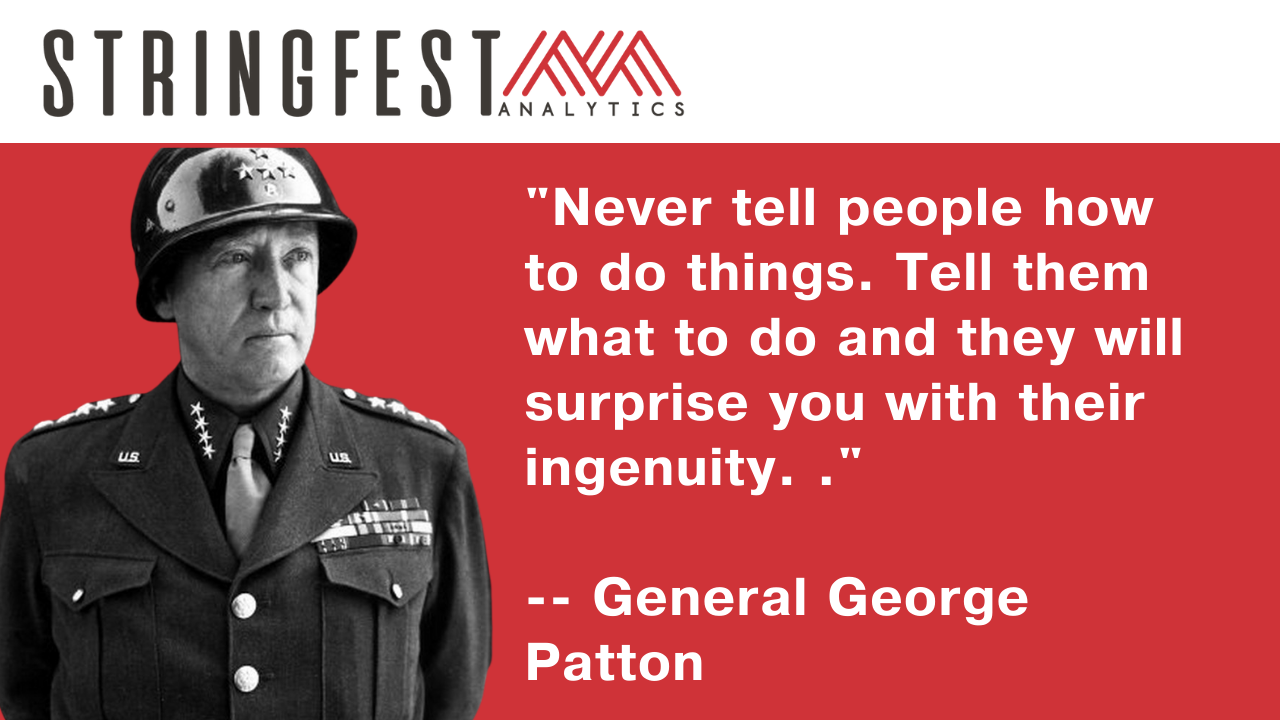 STRINGFEST
ANALYTICS
"Never tell people how
to do things. Tell them
what to do and they will
surprise you with their
ingenuity. ."
-- General George
Patton
U.S.
U.S.